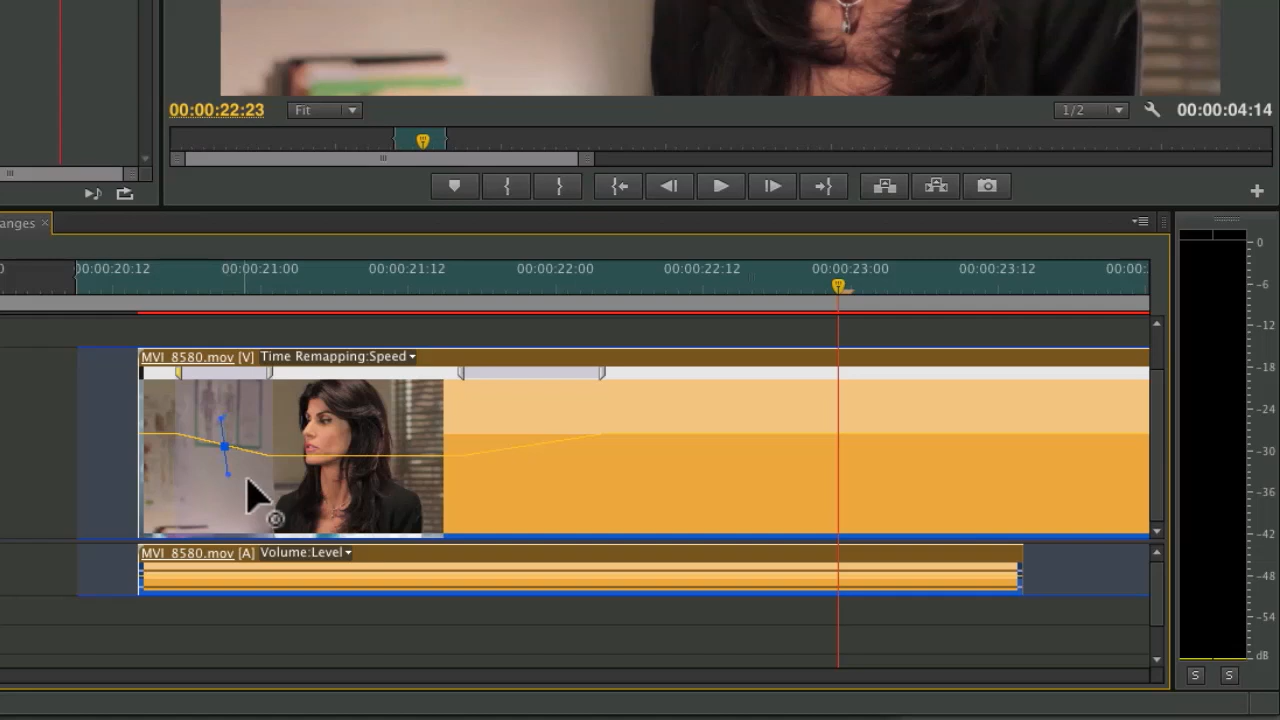 00:00:22:23 Fit 1/2 00:00:04:14
anges ×
00:00:20:12 00:00:21:00 00:00:21:12 00:00:22:00 00:00:22:12 00:00:23:00 00:00:23:12 00:00:
MVI_8580.mov [V] Time Remapping:Speed
MVI_8580.mov [A] Volume:Level
0
-6
-12
-18
-24
-30
-36
-42
-48
-54
dB
S S